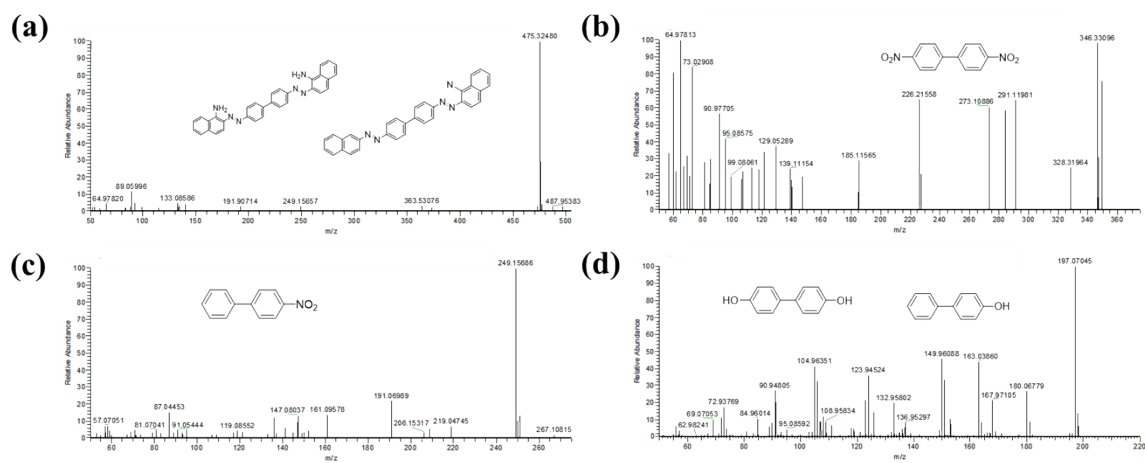 (a)
Relative Abundance
100
90
80
70
60
50
40
30
20
10
0
475.32480
89.05996
64.97820
133.08586
191.90714
249.15657
363.53076
487.95383
NH₂
N
N
N
N
NH₂
N
N
N
N
N
50 100 150 200 250 300 350 400 450 500
m/z
(b)
Relative Abundance
100
90
80
70
60
50
40
30
20
10
0
64.97813
73.02908
90.97705
95.08575
99.08061
129.05289
139.11154
185.11565
226.21558
273.10886
291.11981
328.31964
346.33096
O₂N
NO₂
60 80 100 120 140 160 180 200 220 240 260 280 300 320 340 360
m/z
(c)
Relative Abundance
100
90
80
70
60
50
40
30
20
10
0
249.15686
57.07051
81.07041
87.04453
91.05444
119.08552
147.08037
161.09578
191.06989
206.15317
219.04745
267.10815
NO₂
60 80 100 120 140 160 180 200 220 240 260
m/z
(d)
Relative Abundance
100
90
80
70
60
50
40
30
20
10
0
197.07045
62.98241
69.07053
72.93769
84.96014
90.94805
95.08592
104.96351
108.95834
123.94524
132.95802
136.95297
149.96088
163.03860
167.97105
180.06779
HO
OH
OH
60 80 100 120 140 160 180 200 220
m/z